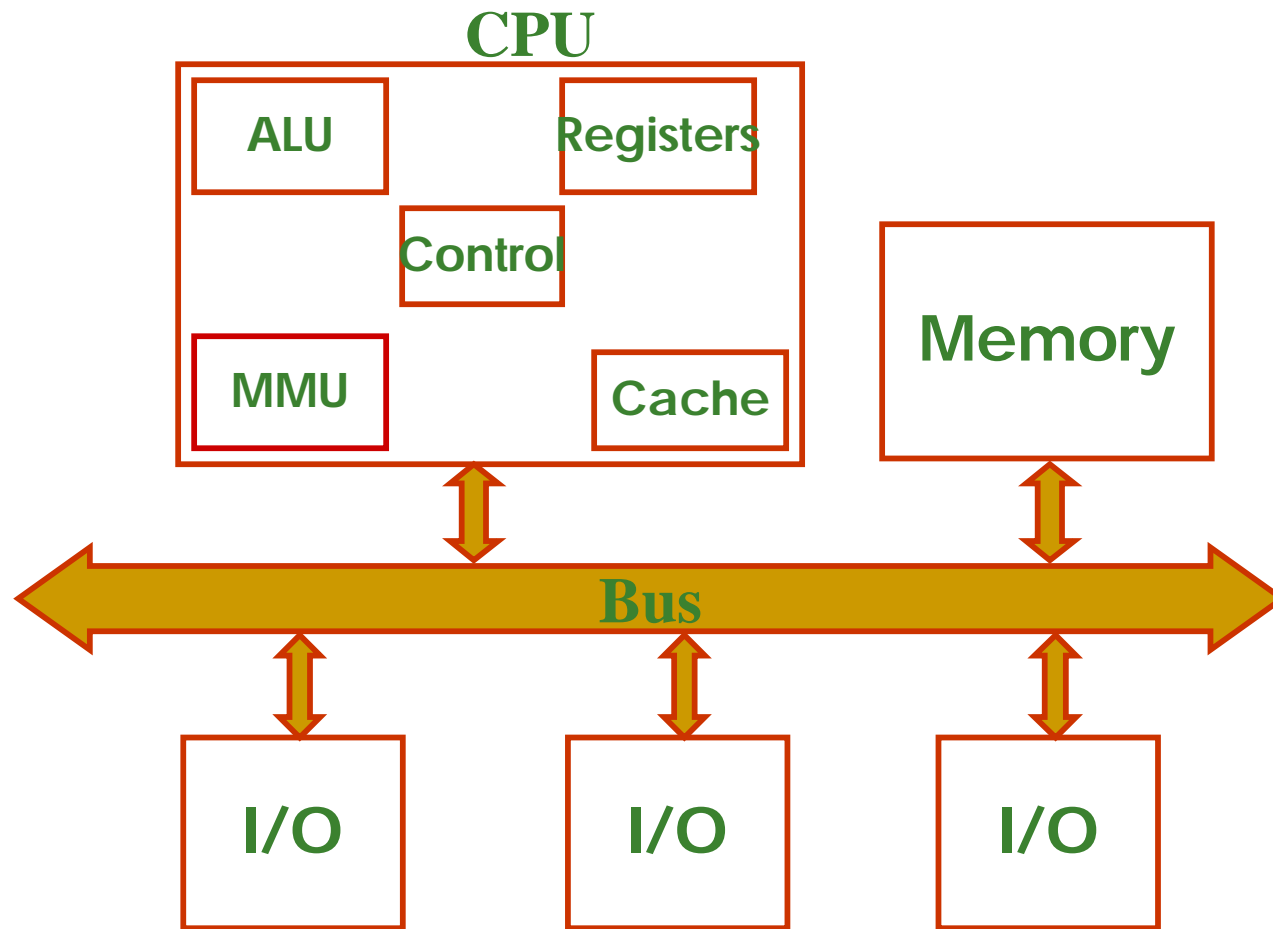 CPU
ALU
Registers
Control
MMU
Cache
Memory
Bus
I/O
I/O
I/O